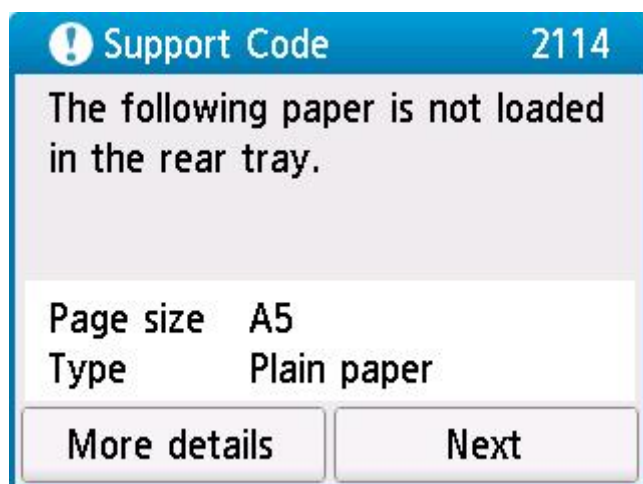 Support Code 2114
The following paper is not loaded
in the rear tray.
Page size A5
Type Plain paper
More details Next